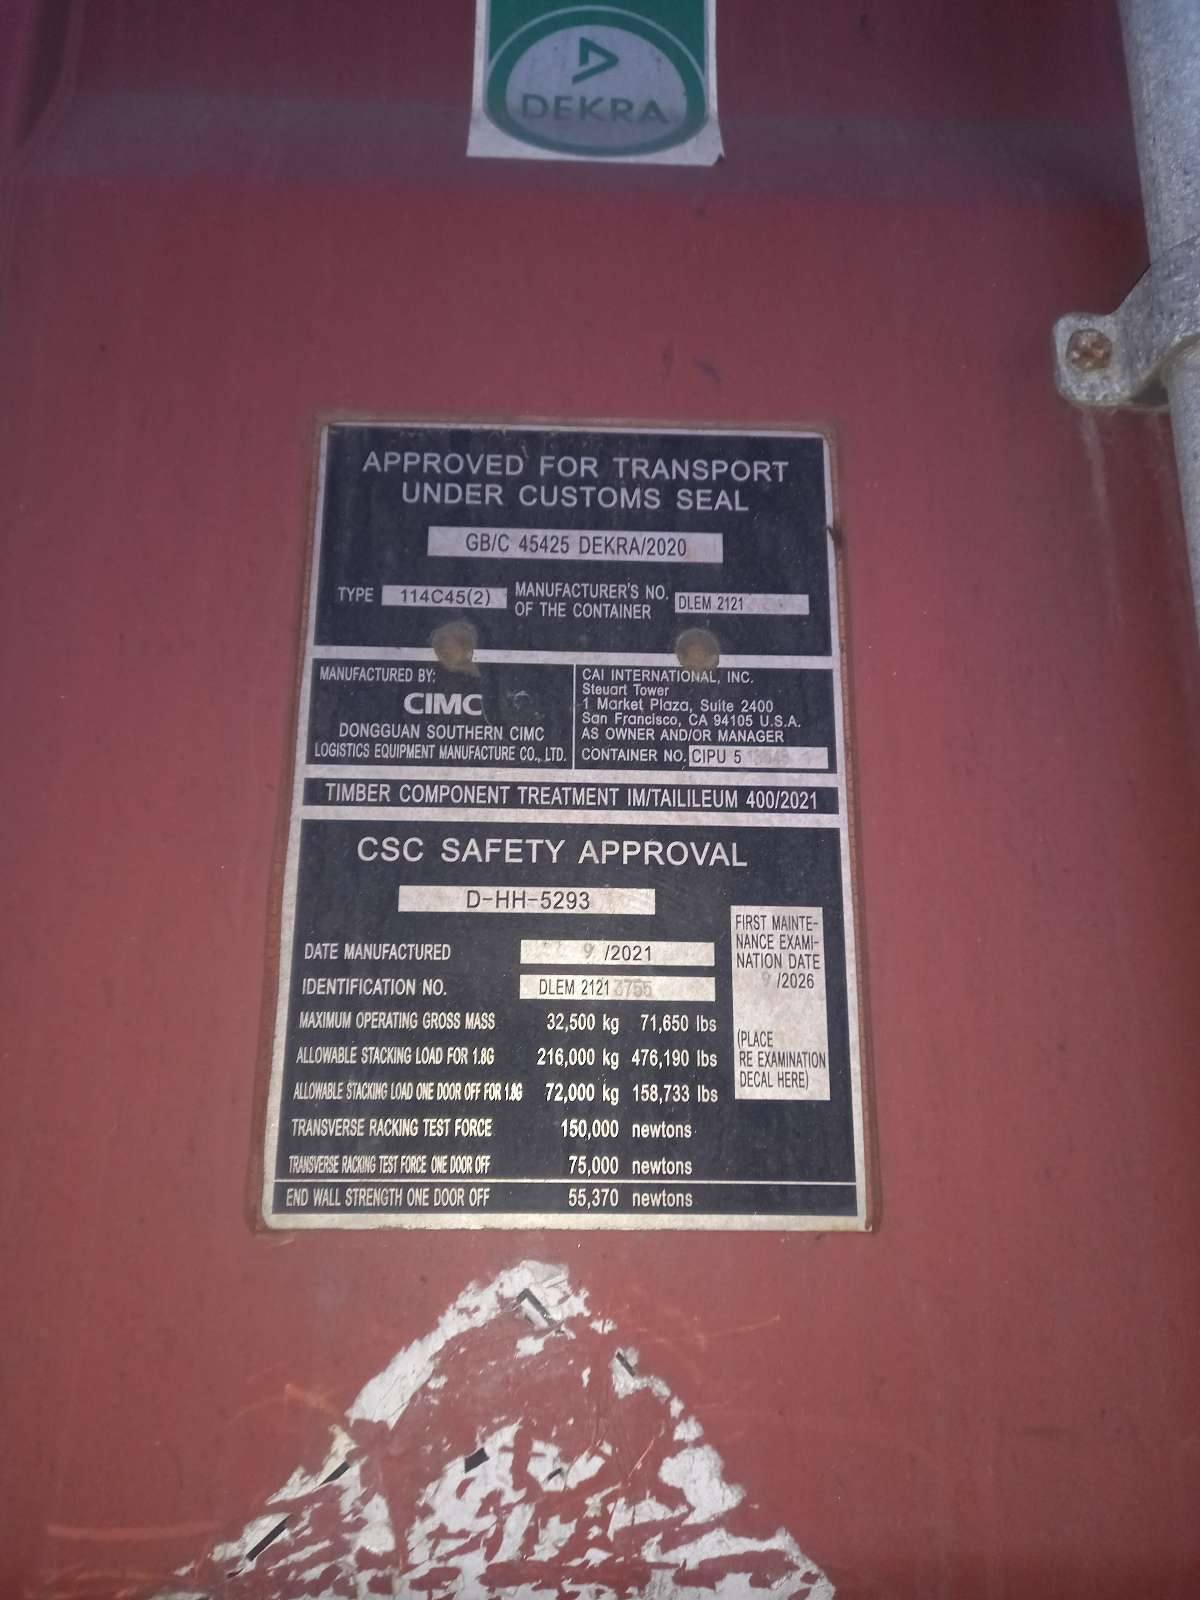 DEKRA
APPROVED FOR TRANSPORT
UNDER CUSTOMS SEAL
GB/C 45425 DEKRA/2020
TYPE 114C45(2) MANUFACTURER'S NO. OF THE CONTAINER DLEM 2121
MANUFACTURED BY:
CIMC
DONGGUAN SOUTHERN CIMC
LOGISTICS EQUIPMENT MANUFACTURE CO., LTD.
CAI INTERNATIONAL, INC.
Steuart Tower
1 Market Plaza, Suite 2400
San Francisco, CA 94105 U.S.A.
AS OWNER AND/OR MANAGER
CONTAINER NO. CIPU 5
TIMBER COMPONENT TREATMENT IM/TAILILEUM 400/2021
CSC SAFETY APPROVAL
D-HH-5293
DATE MANUFACTURED 9 /2021
IDENTIFICATION NO. DLEM 2121
MAXIMUM OPERATING GROSS MASS 32,500 kg 71,650 lbs
ALLOWABLE STACKING LOAD FOR 1.8G 216,000 kg 476,190 lbs
ALLOWABLE STACKING LOAD ONE DOOR OFF FOR 1.8G 72,000 kg 158,733 lbs
TRANSVERSE RACKING TEST FORCE 150,000 newtons
TRANSVERSE RACKING TEST FORCE ONE DOOR OFF 75,000 newtons
END WALL STRENGTH ONE DOOR OFF 55,370 newtons
FIRST MAINTE-
NANCE EXAMI-
NATION DATE
9 /2026
(PLACE
RE EXAMINATION
DECAL HERE)